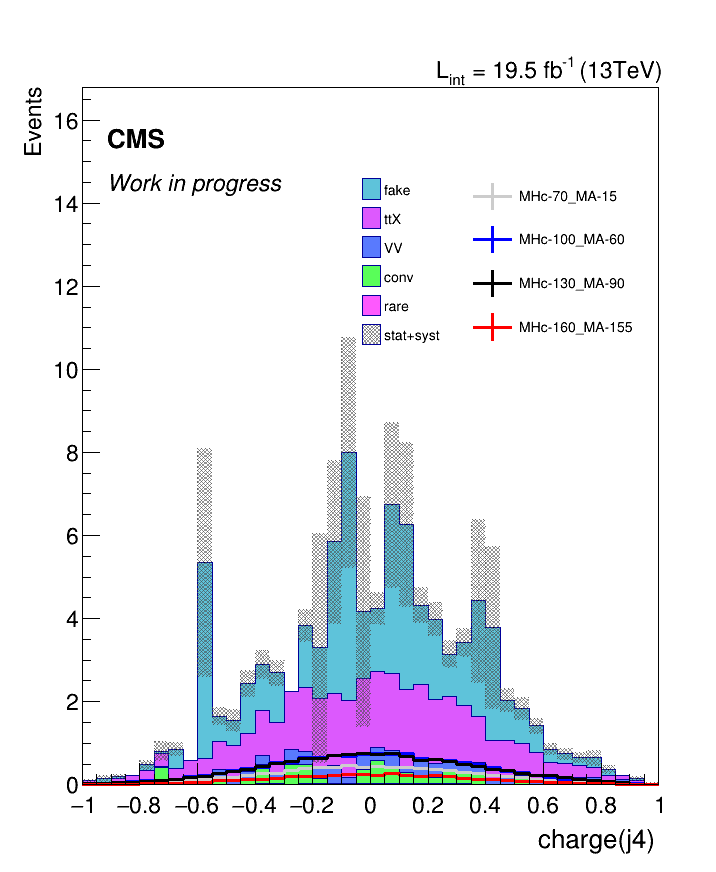 L_int = 19.5 fb^-1 (13TeV)
Events
16
14
12
10
8
6
4
2
0
CMS
Work in progress
fake
ttX
VV
conv
rare
stat+syst
MHc-70_MA-15
MHc-100_MA-60
MHc-130_MA-90
MHc-160_MA-155
−1 −0.8 −0.6 −0.4 −0.2 0 0.2 0.4 0.6 0.8 1
charge(j4)